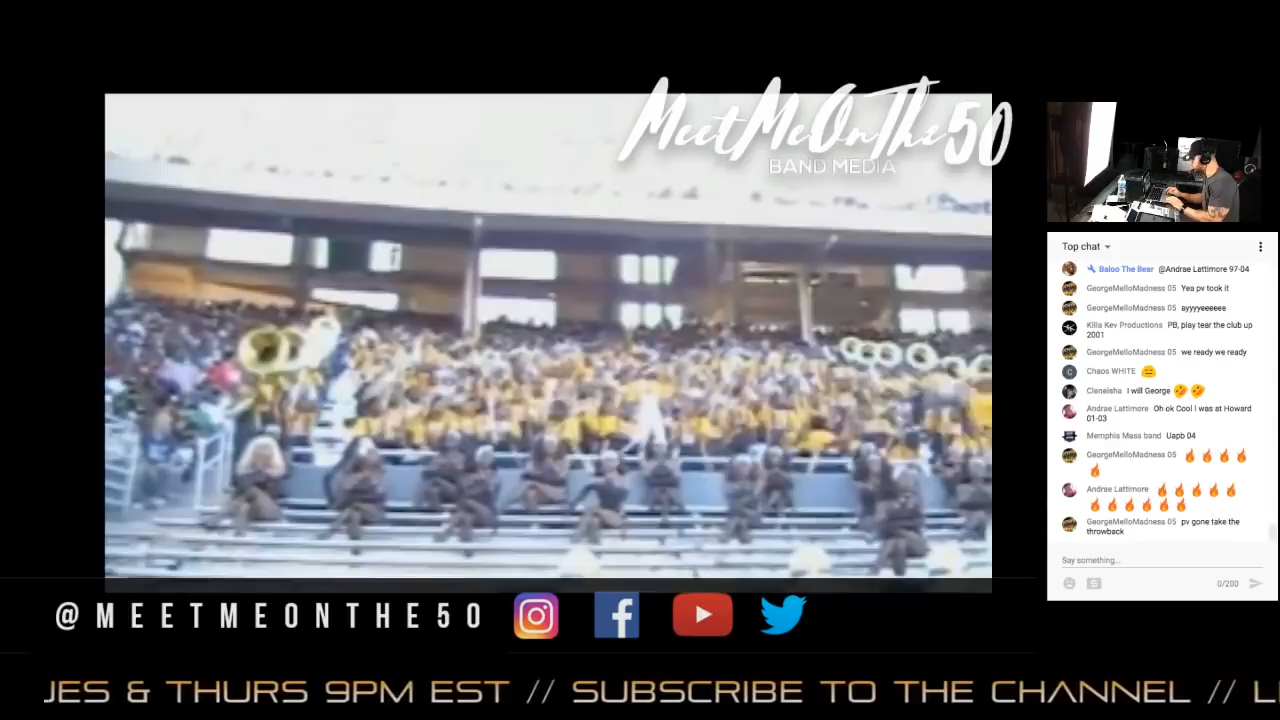 MeetMeOnThe50
BAND MEDIA
Top chat
Baloo The Bear @Andrae Lattimore 97-04
GeorgeMelloMadness 05 Yea pv took it
GeorgeMelloMadness 05 ayyyyeeeeee
Killa Kev Productions PB, play tear the club up
2001
GeorgeMelloMadness 05 we ready we ready
C Chaos WHITE
Cleneisha I will George
Andrae Lattimore Oh ok Cool I was at Howard
01-03
Memphis Mass band Uapb 04
GeorgeMelloMadness 05
Andrae Lattimore
GeorgeMelloMadness 05 pv gone take the
throwback
Say something...
0/200
@MEETMEONTHE50
UES & THURS 9PM EST // SUBSCRIBE TO THE CHANNEL // L